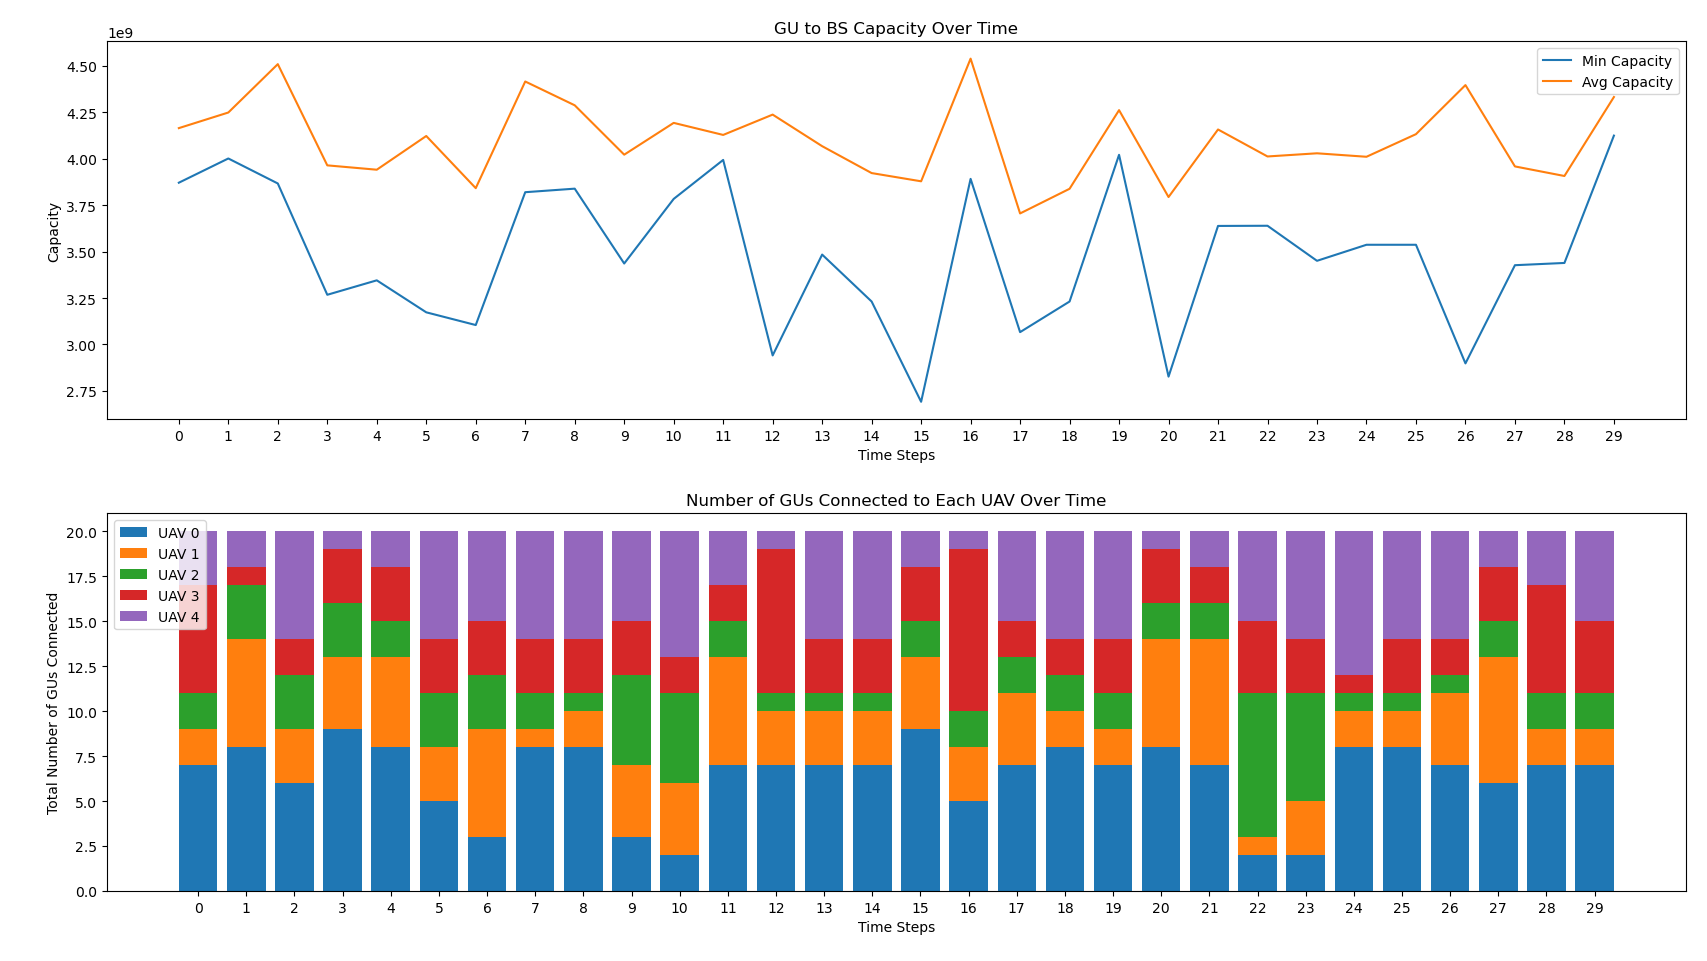 GU to BS Capacity Over Time
1e9
Min Capacity
Avg Capacity
4.50
4.25
4.00
3.75
3.50
3.25
3.00
2.75
Capacity
0 1 2 3 4 5 6 7 8 9 10 11 12 13 14 15 16 17 18 19 20 21 22 23 24 25 26 27 28 29
Time Steps
Number of GUs Connected to Each UAV Over Time
UAV 0
UAV 1
UAV 2
UAV 3
UAV 4
20.0
17.5
15.0
12.5
10.0
7.5
5.0
2.5
0.0
Total Number of GUs Connected
0 1 2 3 4 5 6 7 8 9 10 11 12 13 14 15 16 17 18 19 20 21 22 23 24 25 26 27 28 29
Time Steps